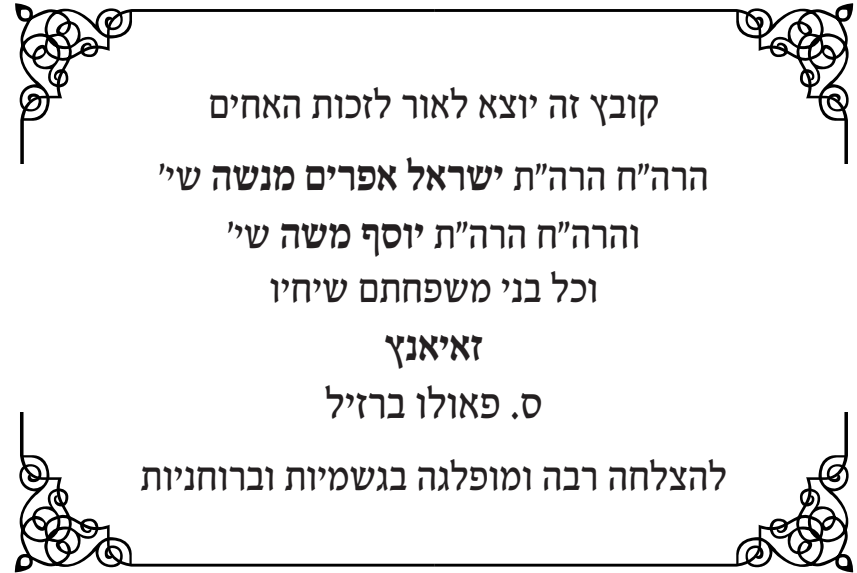 קובץ זה יוצא לאור לזכות האחים
הרה״ח הרה״ת ישראל אפרים מנשה שי׳
והרה״ח הרה״ת יוסף משה שי׳
וכל בני משפחתם שיחיו
זאיאנץ
ס. פאולו ברזיל
להצלחה רבה ומופלגה בגשמיות וברוחניות